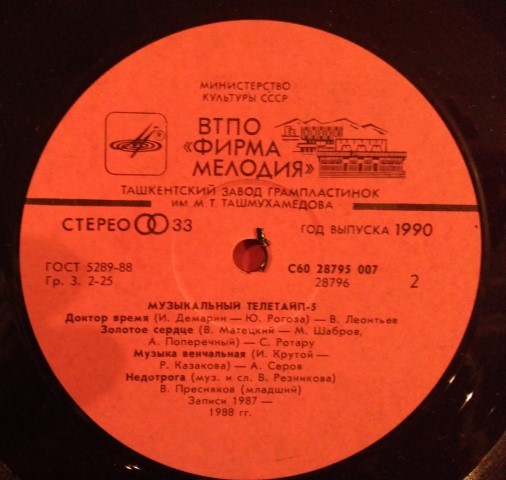 МИНИСТЕРСТВО
КУЛЬТУРЫ СССР
ВТПО
«ФИРМА
МЕЛОДИЯ»
ТАШКЕНТСКИЙ ЗАВОД ГРАМПЛАСТИНОК
ИМ. М. Т. ТАШМУХАМЕДОВА
СТЕРЕО 33
ГОД ВЫПУСКА 1990
ГОСТ 5289-88
Гр. 3. 2-25
С60 28795 007
28796
2
МУЗЫКАЛЬНЫЙ ТЕЛЕТАЙП-5
Доктор время (И. Демарин — Ю. Рогоза) — В. Леонтьев
Золотое сердце (В. Матецкий — М. Шабров,
А. Поперечный) — С. Ротару
Музыка венчальная (И. Крутой —
Р. Казакова) — А. Серов
Недотрога (муз. и сл. В. Резникова)
В. Пресняков (младший)
Записи 1987—
1988 гг.